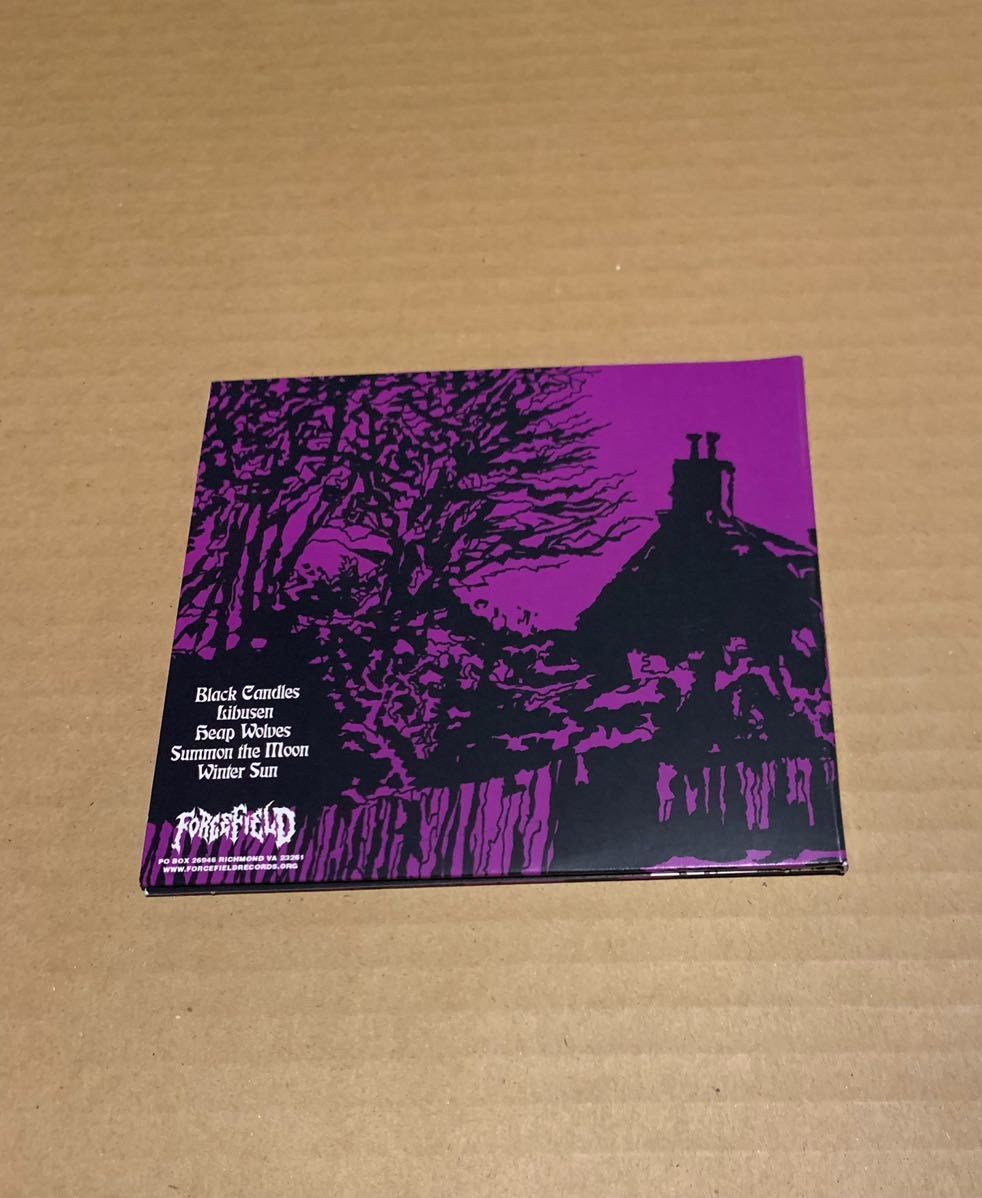 Black Candles
Libusen
Heap Wolves
Summon the Moon
Winter Sun
FORCEFIELD
PO BOX 26946 RICHMOND VA 23261
WWW.FORCEFIELDRECORDS.ORG